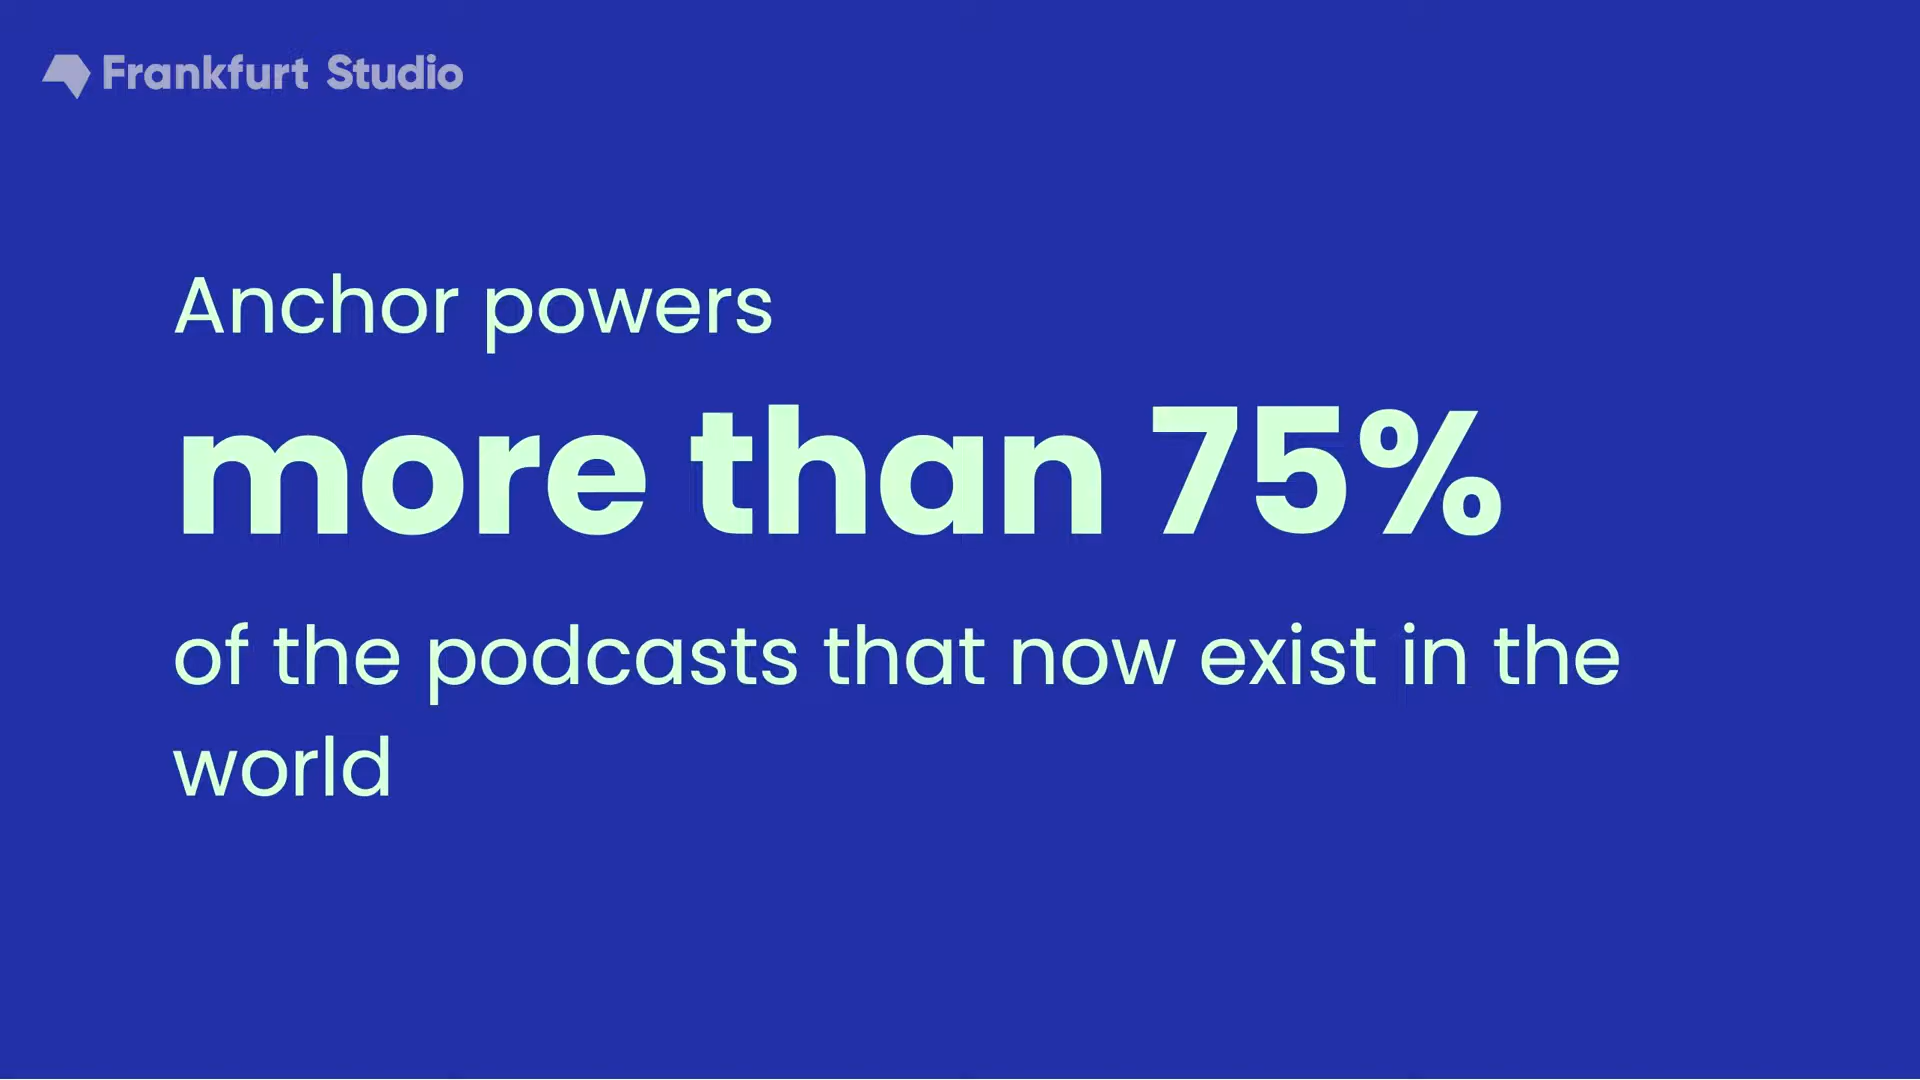 Frankfurt Studio
Anchor powers
more than 75%
of the podcasts that now exist in the
world